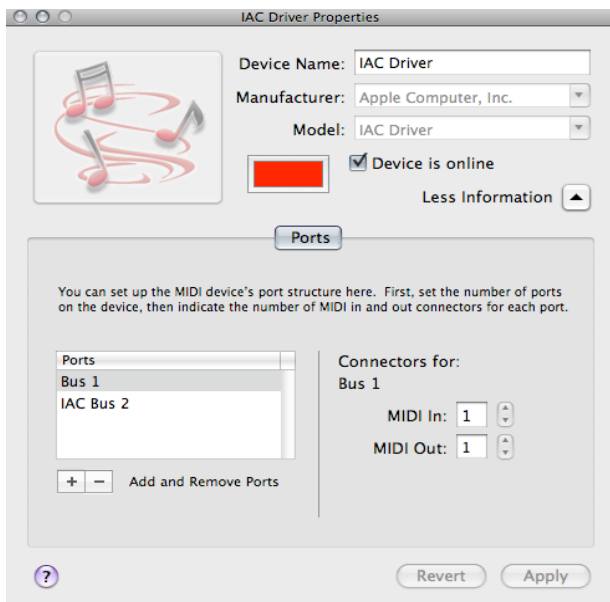 IAC Driver Properties
Device Name: IAC Driver
Manufacturer: Apple Computer, Inc.
Model: IAC Driver
Device is online
Less Information
Ports
You can set up the MIDI device's port structure here. First, set the number of ports
on the device, then indicate the number of MIDI in and out connectors for each port.
Ports
Bus 1
IAC Bus 2
+ - Add and Remove Ports
Connectors for:
Bus 1
MIDI In: 1
MIDI Out: 1
? Revert Apply